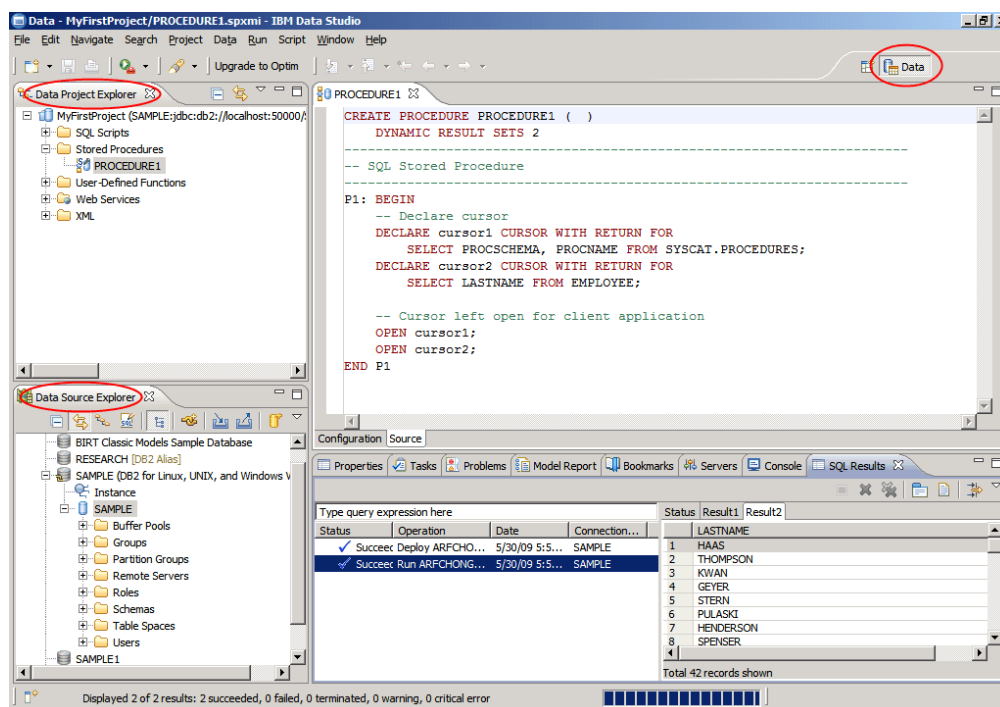 Data - MyFirstProject/PROCEDURE1.spxmi - IBM Data Studio
File Edit Navigate Search Project Data Run Script Window Help
Upgrade to Optim
Data
Data Project Explorer
MyFirstProject (SAMPLE:jdbc:db2://localhost:50000/
SQL Scripts
Stored Procedures
PROCEDURE1
User-Defined Functions
Web Services
XML
PROCEDURE1
CREATE PROCEDURE PROCEDURE1 ( )
DYNAMIC RESULT SETS 2
------------------------------------------------------------------------
-- SQL Stored Procedure
------------------------------------------------------------------------
P1: BEGIN
-- Declare cursor
DECLARE cursor1 CURSOR WITH RETURN FOR
SELECT PROCSCHEMA, PROCNAME FROM SYSCAT.PROCEDURES;
DECLARE cursor2 CURSOR WITH RETURN FOR
SELECT LASTNAME FROM EMPLOYEE;
-- Cursor left open for client application
OPEN cursor1;
OPEN cursor2;
END P1
Configuration Source
Data Source Explorer
BIRT Classic Models Sample Database
RESEARCH [DB2 Alias]
SAMPLE (DB2 for Linux, UNIX, and Windows V
Instance
SAMPLE
Buffer Pools
Groups
Partition Groups
Remote Servers
Roles
Schemas
Table Spaces
Users
SAMPLE1
Properties Tasks Problems Model Report Bookmarks Servers Console SQL Results
Type query expression here
Status Operation Date Connection...
Succeec Deploy ARFCHO... 5/30/09 5:5... SAMPLE
Succeec Run ARFCHONG... 5/30/09 5:5... SAMPLE
Status Result1 Result2
LASTNAME
1 HAAS
2 THOMPSON
3 KWAN
4 GEYER
5 STERN
6 PULASKI
7 HENDERSON
8 SPENSER
Total 42 records shown
Displayed 2 of 2 results: 2 succeeded, 0 failed, 0 terminated, 0 warning, 0 critical error